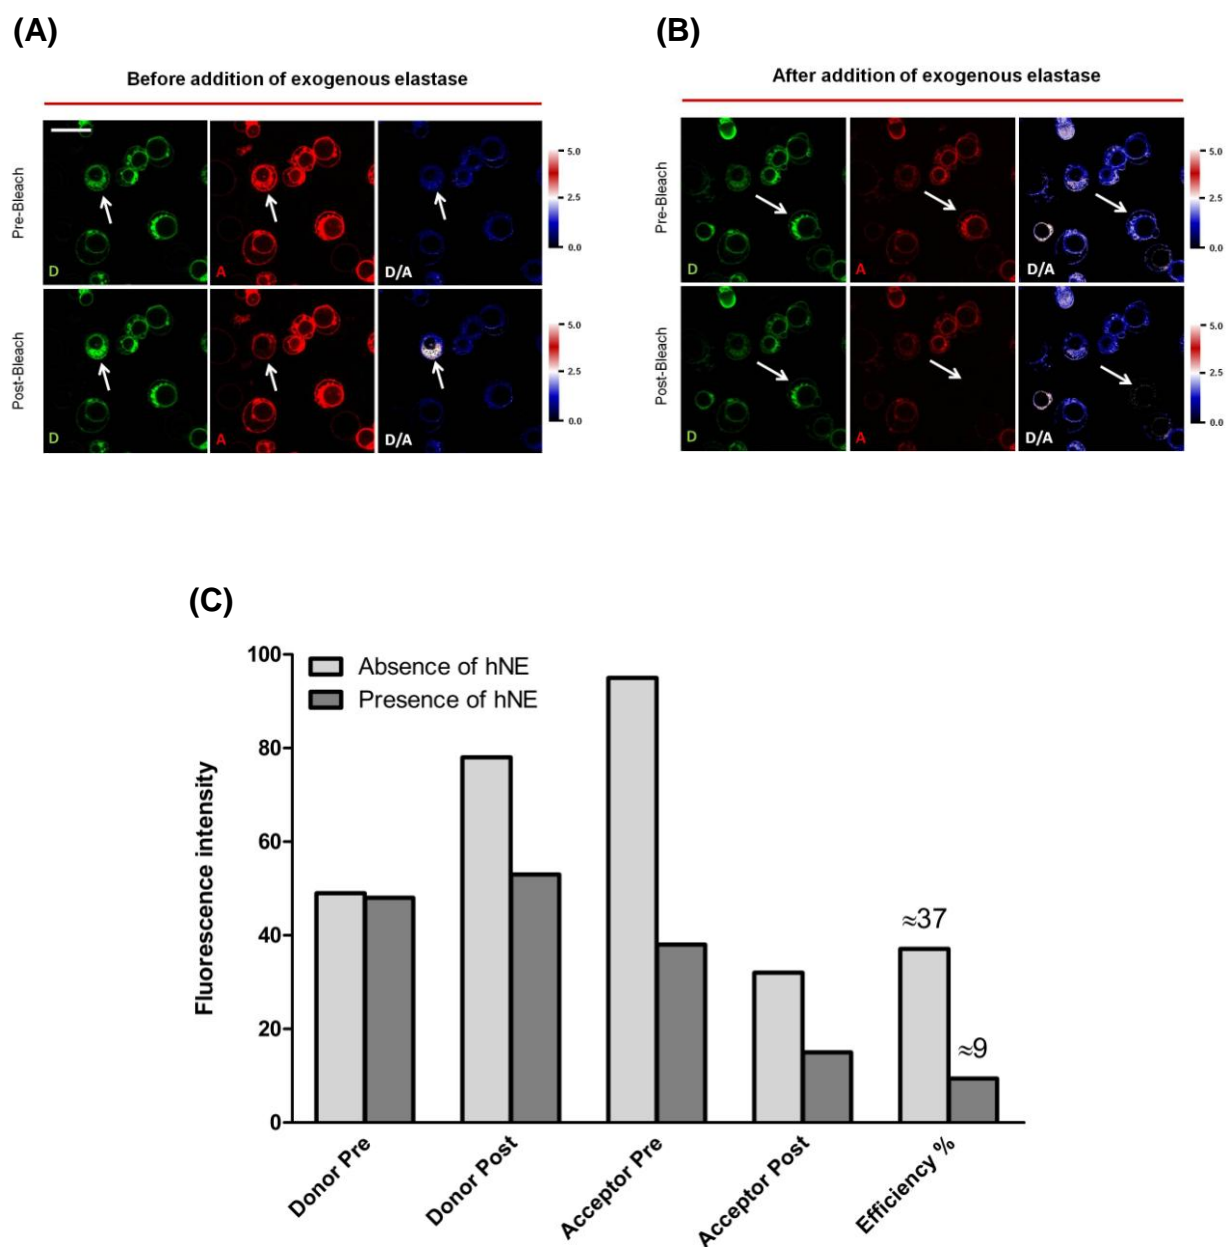 (A)
Before addition of exogenous elastase
Pre-Bleach
D
A
D/A
5.0
2.5
0.0
Post-Bleach
D
A
D/A
5.0
2.5
0.0
(B)
After addition of exogenous elastase
Pre-Bleach
D
A
D/A
5.0
2.5
0.0
Post-Bleach
D
A
D/A
5.0
2.5
0.0
(C)
Fluorescence intensity
100
80
60
40
20
0
Absence of hNE
Presence of hNE
≈37
≈9
Donor Pre
Donor Post
Acceptor Pre
Acceptor Post
Efficiency %